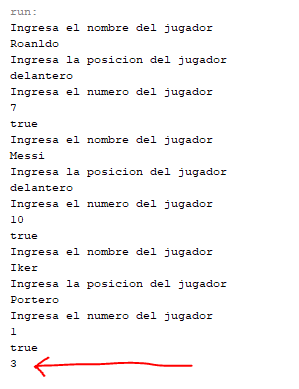 run:
Ingresa el nombre del jugador
Roanldo
Ingresa la posicion del jugador
delantero
Ingresa el numero del jugador
7
true
Ingresa el nombre del jugador
Messi
Ingresa la posicion del jugador
delantero
Ingresa el numero del jugador
10
true
Ingresa el nombre del jugador
Iker
Ingresa la posicion del jugador
Portero
Ingresa el numero del jugador
1
true
3